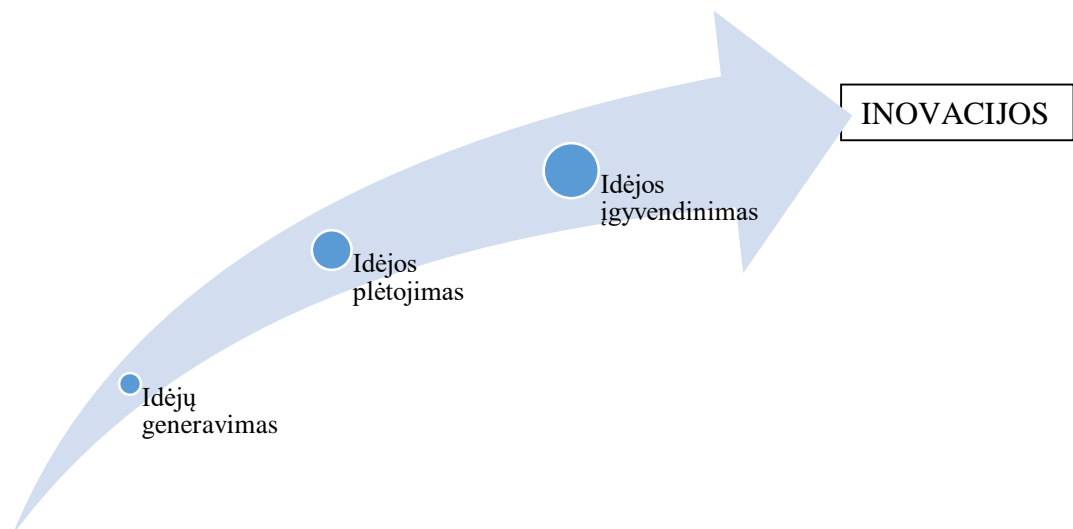 INOVACIJOS
Idėjos
įgyvendinimas
Idėjos
plėtojimas
Idėjų
generavimas